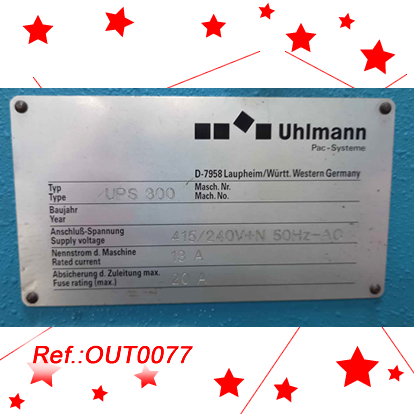 Uhlmann
Pac-Systeme
D-7958 Laupheim/Württ. Western Germany
Typ
Type UPS 300
Masch. Nr.
Mach. No.
Baujahr
Year
Anschluß-Spannung
Supply voltage 415/240V+N 50Hz-AC
Nennstrom d. Maschine
Rated current 13 A
Absicherung d. Zuleitung max.
Fuse rating (max.) 20 A
Ref.:OUT0077